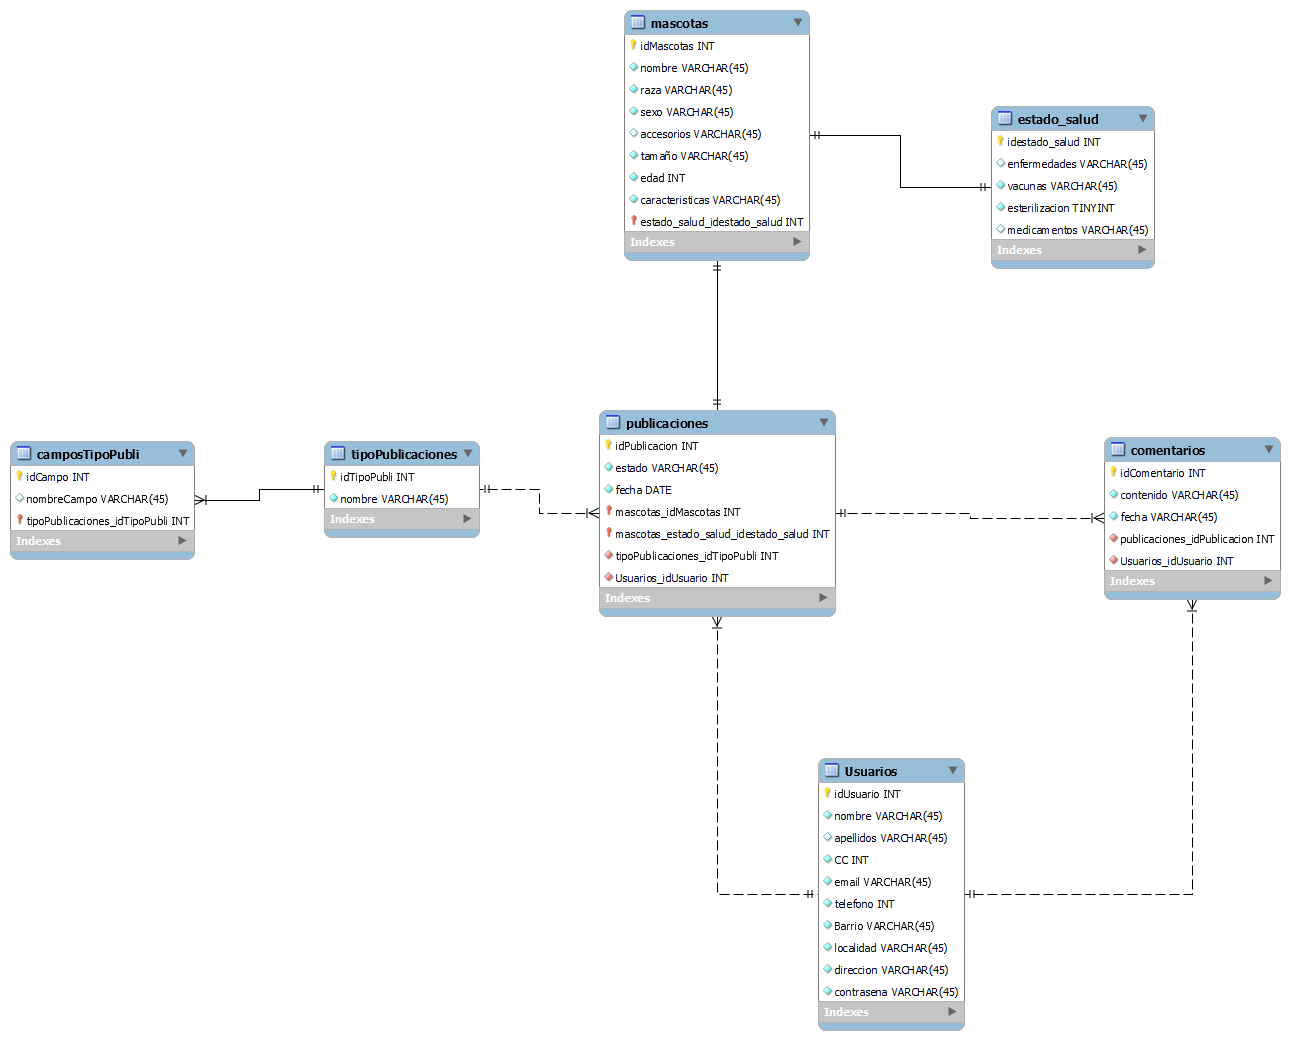 mascotas
idMascotas INT
nombre VARCHAR(45)
raza VARCHAR(45)
sexo VARCHAR(45)
accesorios VARCHAR(45)
tamaño VARCHAR(45)
edad INT
caracteristicas VARCHAR(45)
estado_salud_idestado_salud INT
Indexes
estado_salud
idestado_salud INT
enfermedades VARCHAR(45)
vacunas VARCHAR(45)
esterilizacion TINYINT
medicamentos VARCHAR(45)
Indexes
camposTipoPubli
idCampo INT
nombreCampo VARCHAR(45)
tipoPublicaciones_idTipoPubli INT
Indexes
tipoPublicaciones
idTipoPubli INT
nombre VARCHAR(45)
Indexes
publicaciones
idPublicacion INT
estado VARCHAR(45)
fecha DATE
mascotas_idMascotas INT
mascotas_estado_salud_idestado_salud INT
tipoPublicaciones_idTipoPubli INT
Usuarios_idUsuario INT
Indexes
comentarios
idComentario INT
contenido VARCHAR(45)
fecha VARCHAR(45)
publicaciones_idPublicacion INT
Usuarios_idUsuario INT
Indexes
Usuarios
idUsuario INT
nombre VARCHAR(45)
apellidos VARCHAR(45)
CC INT
email VARCHAR(45)
telefono INT
Barrio VARCHAR(45)
localidad VARCHAR(45)
direccion VARCHAR(45)
contrasena VARCHAR(45)
Indexes